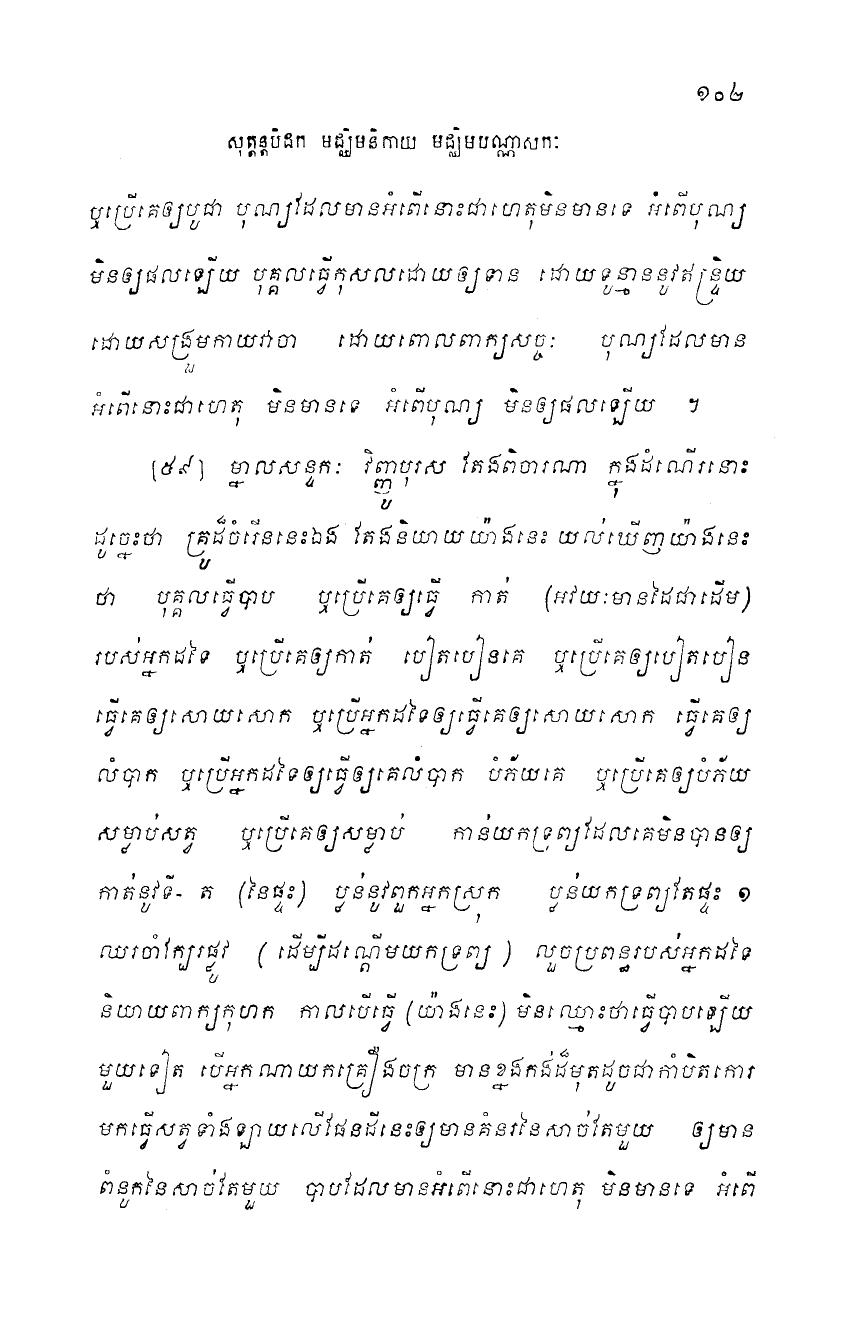 ១០២
សុត្តន្តបិដក មជ្ឈិមនិកាយ មជ្ឈិមបណ្ណាសកៈ
ឬប្រើគេឲ្យបូជា បុណ្យដែលមានអំពើនោះជាហេតុមិនមានទេ អំពើបុណ្យ
មិនឲ្យផលឡើយ បុគ្គលធ្វើកុសលដោយឲ្យទាន ដោយទូន្មាននូវឥន្ទ្រិយ
ដោយសង្រួមកាយវាចា ដោយពោលពាក្យសច្ចៈ បុណ្យដែលមាន
អំពើនោះជាហេតុ មិនមានទេ អំពើបុណ្យ មិនឲ្យផលឡើយ ។
[៥៩] ម្នាលសន្ទកៈ វិញ្ញូបុរស តែងពិចារណា ក្នុងដំណើរនោះ
ដូច្នេះថា គ្រូដ៏ចំរើននេះឯង តែងនិយាយយ៉ាងនេះ យល់ឃើញយ៉ាងនេះ
ថា បុគ្គលធ្វើបាប ឬប្រើគេឲ្យធ្វើ កាត់ (អវយៈមានដៃជាដើម)
របស់អ្នកដទៃ ឬប្រើគេឲ្យកាត់ បៀតបៀនគេ ឬប្រើគេឲ្យបៀតបៀន
ធ្វើគេឲ្យសោយសោក ឬប្រើអ្នកដទៃឲ្យធ្វើគេឲ្យសោយសោក ធ្វើគេឲ្យ
លំបាក ឬប្រើអ្នកដទៃឲ្យធ្វើឲ្យគេលំបាក បំភ័យគេ ឬប្រើគេឲ្យបំភ័យ
សម្លាប់សត្វ ឬប្រើគេឲ្យសម្លាប់ កាន់យកទ្រព្យដែលគេមិនបានឲ្យ
កាត់នូវទី- ត (នៃផ្ទះ) ប្លន់នូវពួកអ្នកស្រុក ប្លន់យកទ្រព្យតែផ្ទះ ១
ឈរចាំក្បែរផ្លូវ ( ដើម្បីដណ្តើមយកទ្រព្យ ) លួចប្រពន្ធរបស់អ្នកដទៃ
និយាយពាក្យកុហក កាលបើធ្វើ (យ៉ាងនេះ) មិនឈ្មោះថាធ្វើបាបឡើយ
មួយទៀត បើអ្នកណាយកគ្រឿងចក្រ មានខ្នងកង់ដ៏មុតដូចជាកាំបិតកោរ
មកធ្វើសត្វទាំងឡាយលើផែនដីនេះឲ្យមានគំនរនៃសាច់តែមួយ ឲ្យមាន
ពំនូកនៃសាច់តែមួយ បាបដែលមានអំពើនោះជាហេតុ មិនមានទេ អំពើ